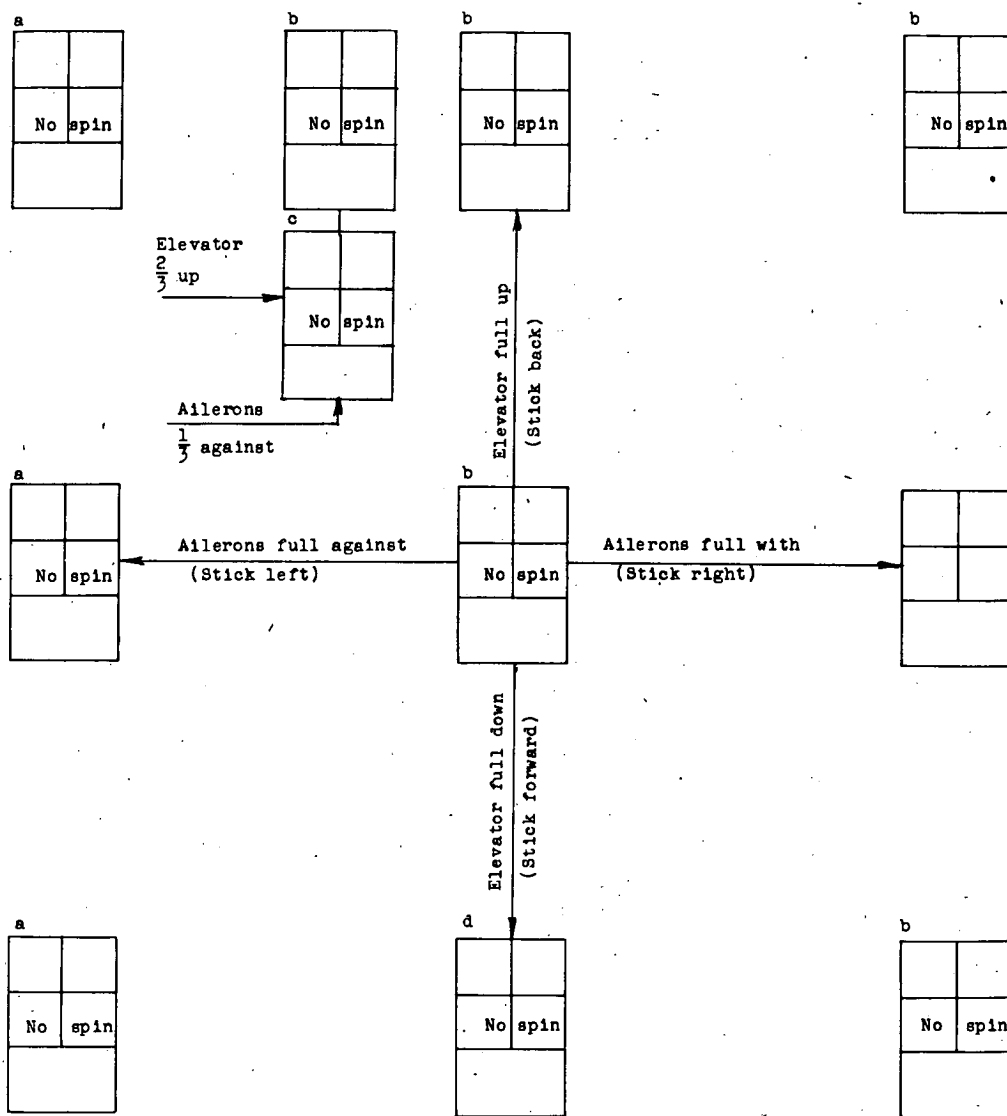 a
b
b
b
No spin
No spin
No spin
No spin
c
Elevator
2/3 up
No spin
Ailerons
1/3 against
Elevator full up
(Stick back)
a
b
No spin
Ailerons full against
(Stick left)
No spin
Ailerons full with
(Stick right)
Elevator full down
(Stick forward)
a
d
b
No spin
No spin
No spin